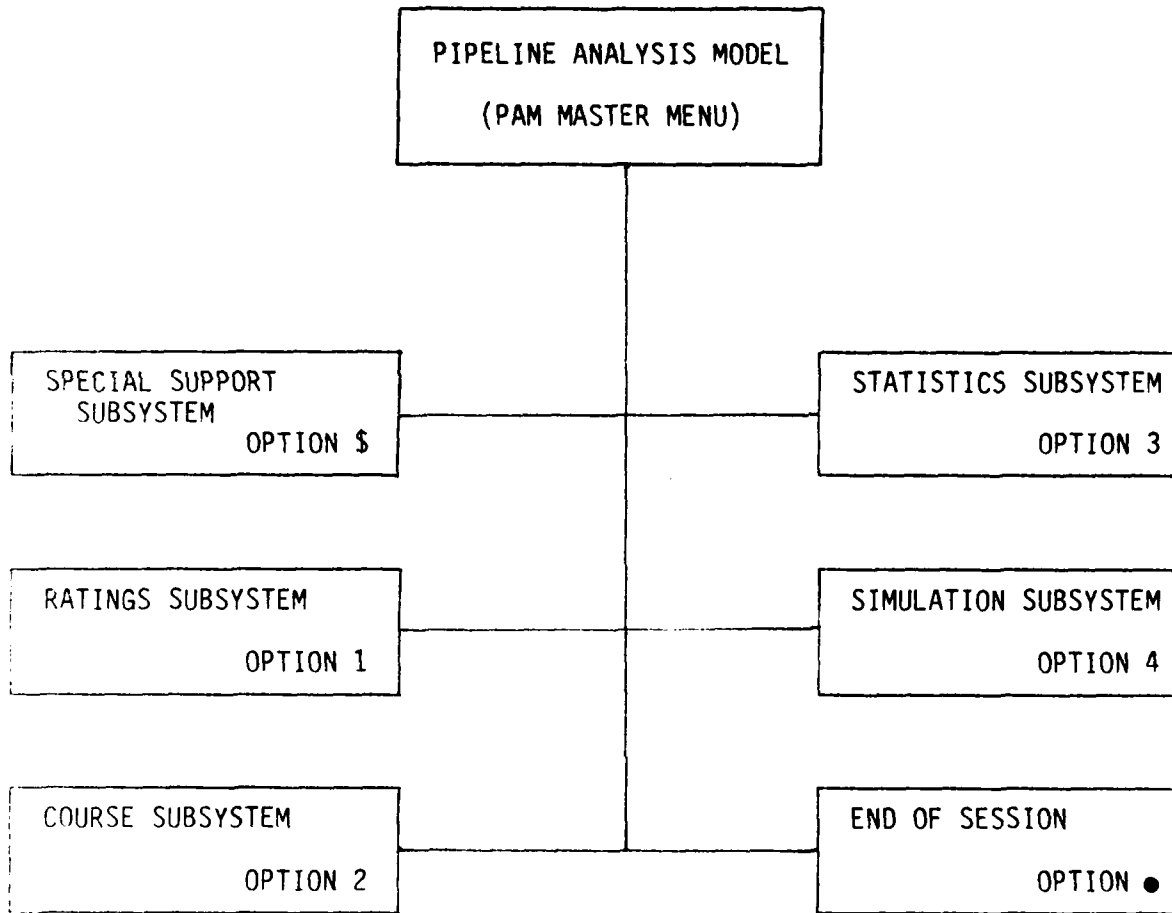 PIPELINE ANALYSIS MODEL
(PAM MASTER MENU)
SPECIAL SUPPORT
SUBSYSTEM
OPTION $
STATISTICS SUBSYSTEM
OPTION 3
RATINGS SUBSYSTEM
OPTION 1
SIMULATION SUBSYSTEM
OPTION 4
COURSE SUBSYSTEM
OPTION 2
END OF SESSION
OPTION ●